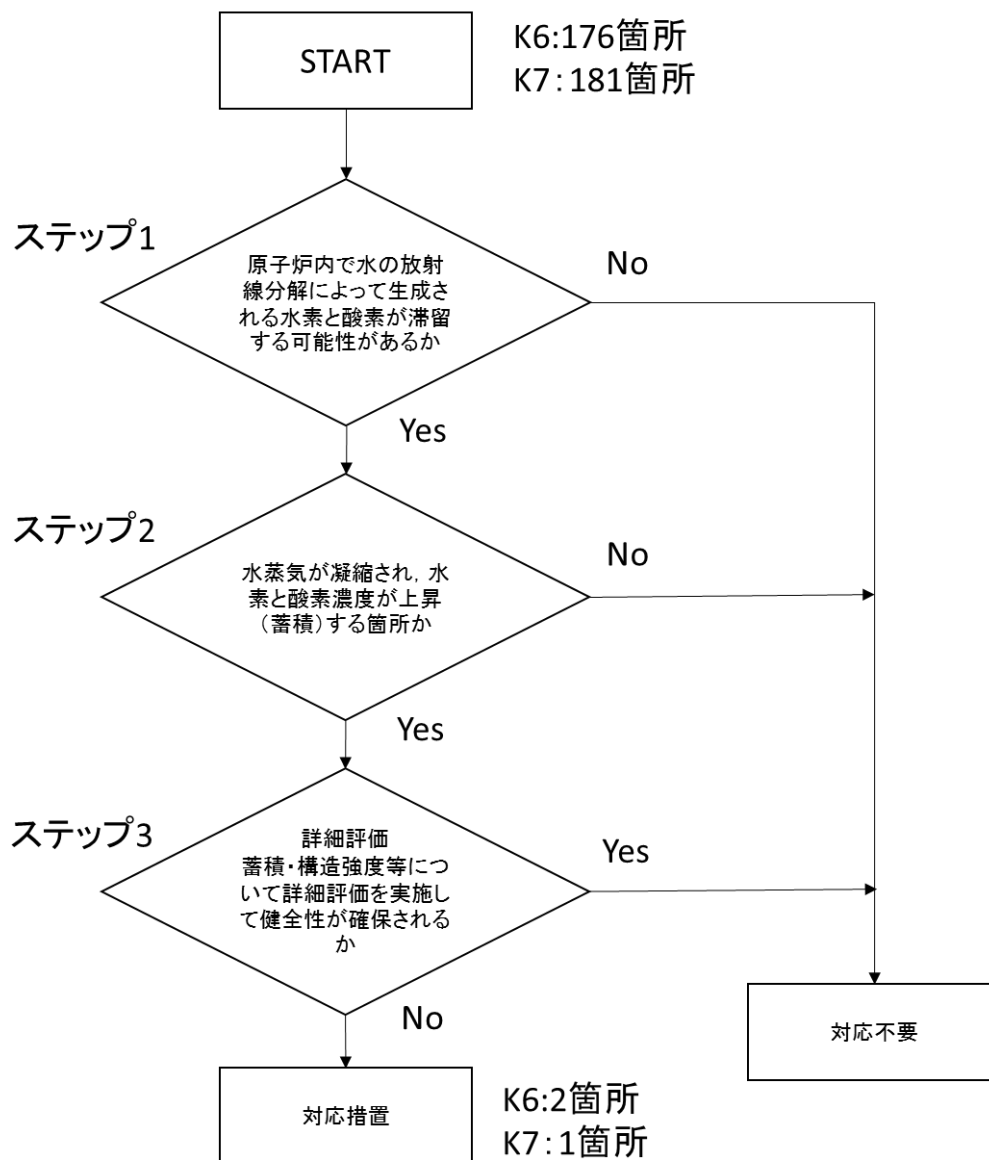 START
K6:176箇所
K7：181箇所
ステップ1
原子炉内で水の放射
線分解によって生成さ
れる水素と酸素が滞留
する可能性があるか
No
Yes
ステップ2
水蒸気が凝縮され，水
素と酸素濃度が上昇
（蓄積）する箇所か
No
Yes
ステップ3
詳細評価
蓄積・構造強度等につ
いて詳細評価を実施し
て健全性が確保される
か
Yes
No
対応不要
対応措置
K6:2箇所
K7：1箇所